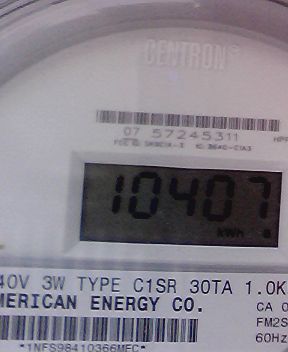 CENTRON®
07 57245311
10407
kWh
40V 3W TYPE C1SR 30TA 1.0K
MERICAN ENERGY CO.
CA 0
FM2S
60Hz
*1NFS98410366MEC*